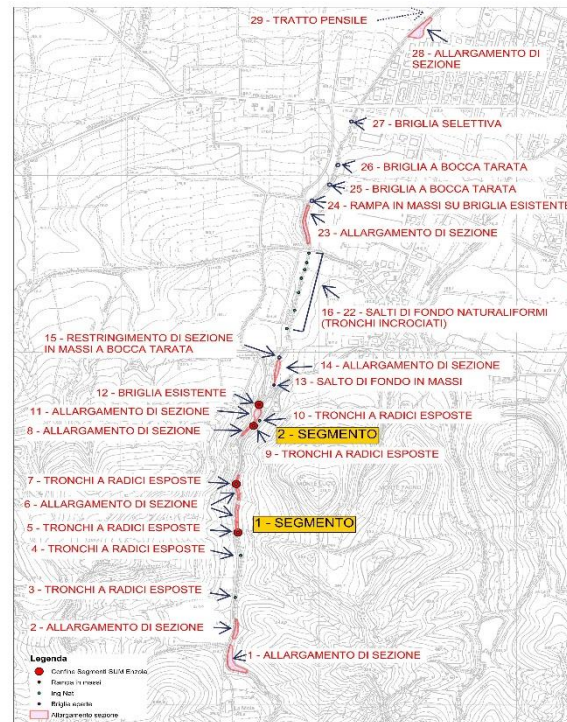 29 - TRATTO PENSILE
28 - ALLARGAMENTO DI
SEZIONE
27 - BRIGLIA SELETTIVA
26 - BRIGLIA A BOCCA TARATA
25 - BRIGLIA A BOCCA TARATA
24 - RAMPA IN MASSI SU BRIGLIA ESISTENTE
23 - ALLARGAMENTO DI SEZIONE
16 - 22 - SALTI DI FONDO NATURALIFORMI
(TRONCHI INCROCIATI)
15 - RESTRINGIMENTO DI SEZIONE
IN MASSI A BOCCA TARATA
14 - ALLARGAMENTO DI SEZIONE
13 - SALTO DI FONDO IN MASSI
12 - BRIGLIA ESISTENTE
11 - ALLARGAMENTO DI SEZIONE
10 - TRONCHI A RADICI ESPOSTE
8 - ALLARGAMENTO DI SEZIONE
2 - SEGMENTO
9 - TRONCHI A RADICI ESPOSTE
7 - TRONCHI A RADICI ESPOSTE
6 - ALLARGAMENTO DI SEZIONE
1 - SEGMENTO
5 - TRONCHI A RADICI ESPOSTE
4 - TRONCHI A RADICI ESPOSTE
3 - TRONCHI A RADICI ESPOSTE
2 - ALLARGAMENTO DI SEZIONE
1 - ALLARGAMENTO DI SEZIONE
Legenda
Confine Segmenti SUM Enzola
Rampa in massi
Ing Nat
Briglie aperte
Allargamento sezione